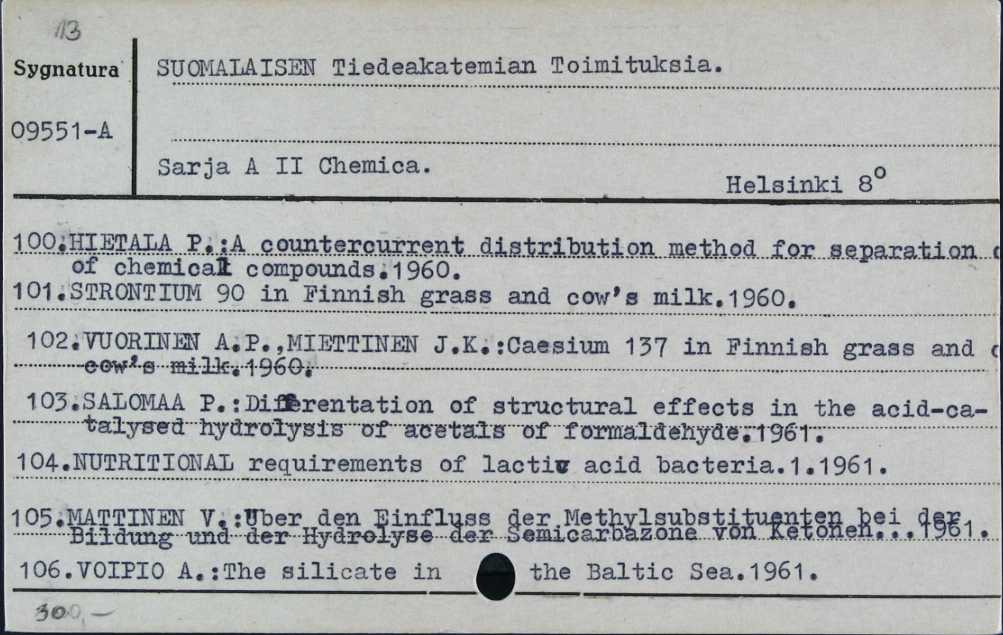 113
Sygnatura
SUOMALAISEN Tiedeakatemian Toimituksia.
09551-A
Sarja A II Chemica.
Helsinki 8⁰
100.HIETALA P.:A countercurrent distribution method for separation
of chemical compounds.1960.
101.STRONTIUM 90 in Finnish grass and cow's milk.1960.
102.VUORINEN A.P.,MIETTINEN J.K.:Caesium 137 in Finnish grass and
cow's milk.1960.
103.SALOMAA P.:Differentation of structural effects in the acid-ca-
talysed hydrolysis of acetals of formaldehyde.1961.
104.NUTRITIONAL requirements of lactic acid bacteria.1.1961.
105.MATTINEN V.:Über den Einfluss der Methylsubstituenten bei der
Bildung und der Hydrolyse der Semicarbazone von Ketonen...1961.
106.VOIPIO A.:The silicate in the Baltic Sea.1961.
300,—